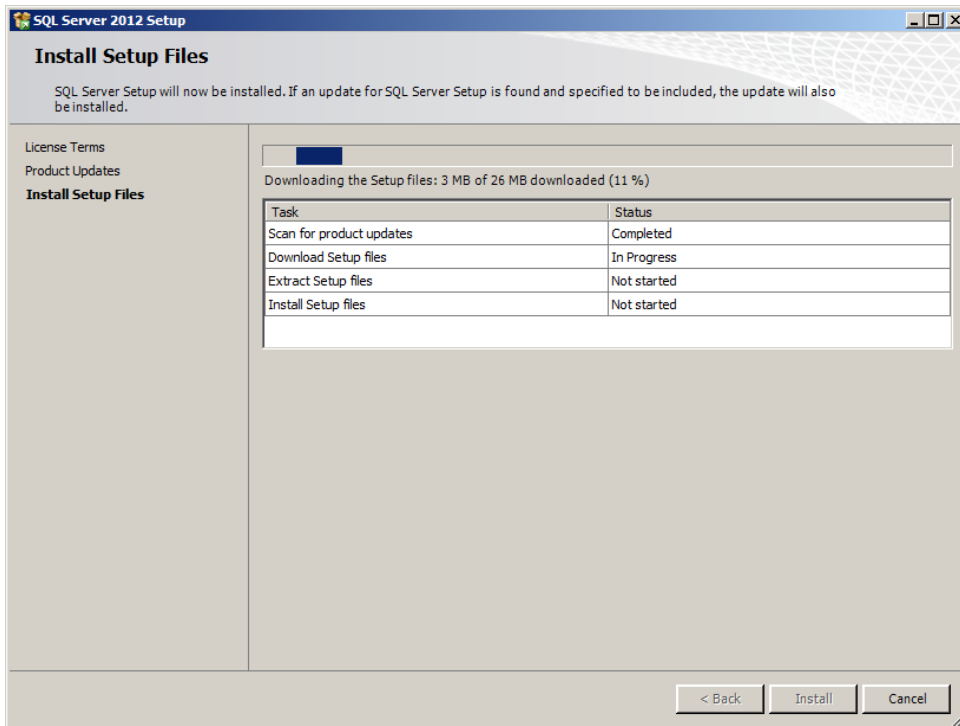 SQL Server 2012 Setup
Install Setup Files
SQL Server Setup will now be installed. If an update for SQL Server Setup is found and specified to be included, the update will also
be installed.
License Terms
Product Updates
Install Setup Files
Downloading the Setup files: 3 MB of 26 MB downloaded (11 %)
Task Status
Scan for product updates Completed
Download Setup files In Progress
Extract Setup files Not started
Install Setup files Not started
< Back Install Cancel